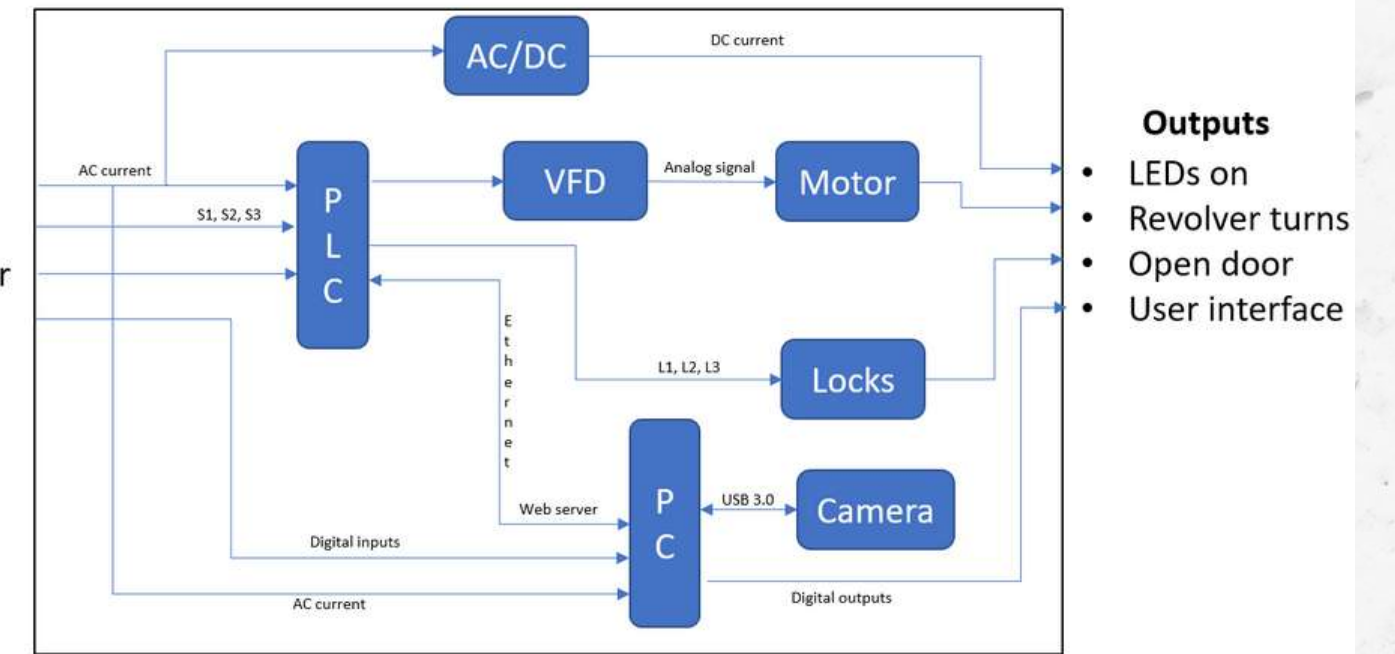 AC/DC
DC current
Outputs
AC current
P
L
C
VFD
Analog signal
Motor
• LEDs on
• Revolver turns
• Open door
• User interface
S1, S2, S3
r
E
t
h
e
r
n
e
t
L1, L2, L3
Locks
P
C
USB 3.0
Camera
Web server
Digital inputs
AC current
Digital outputs